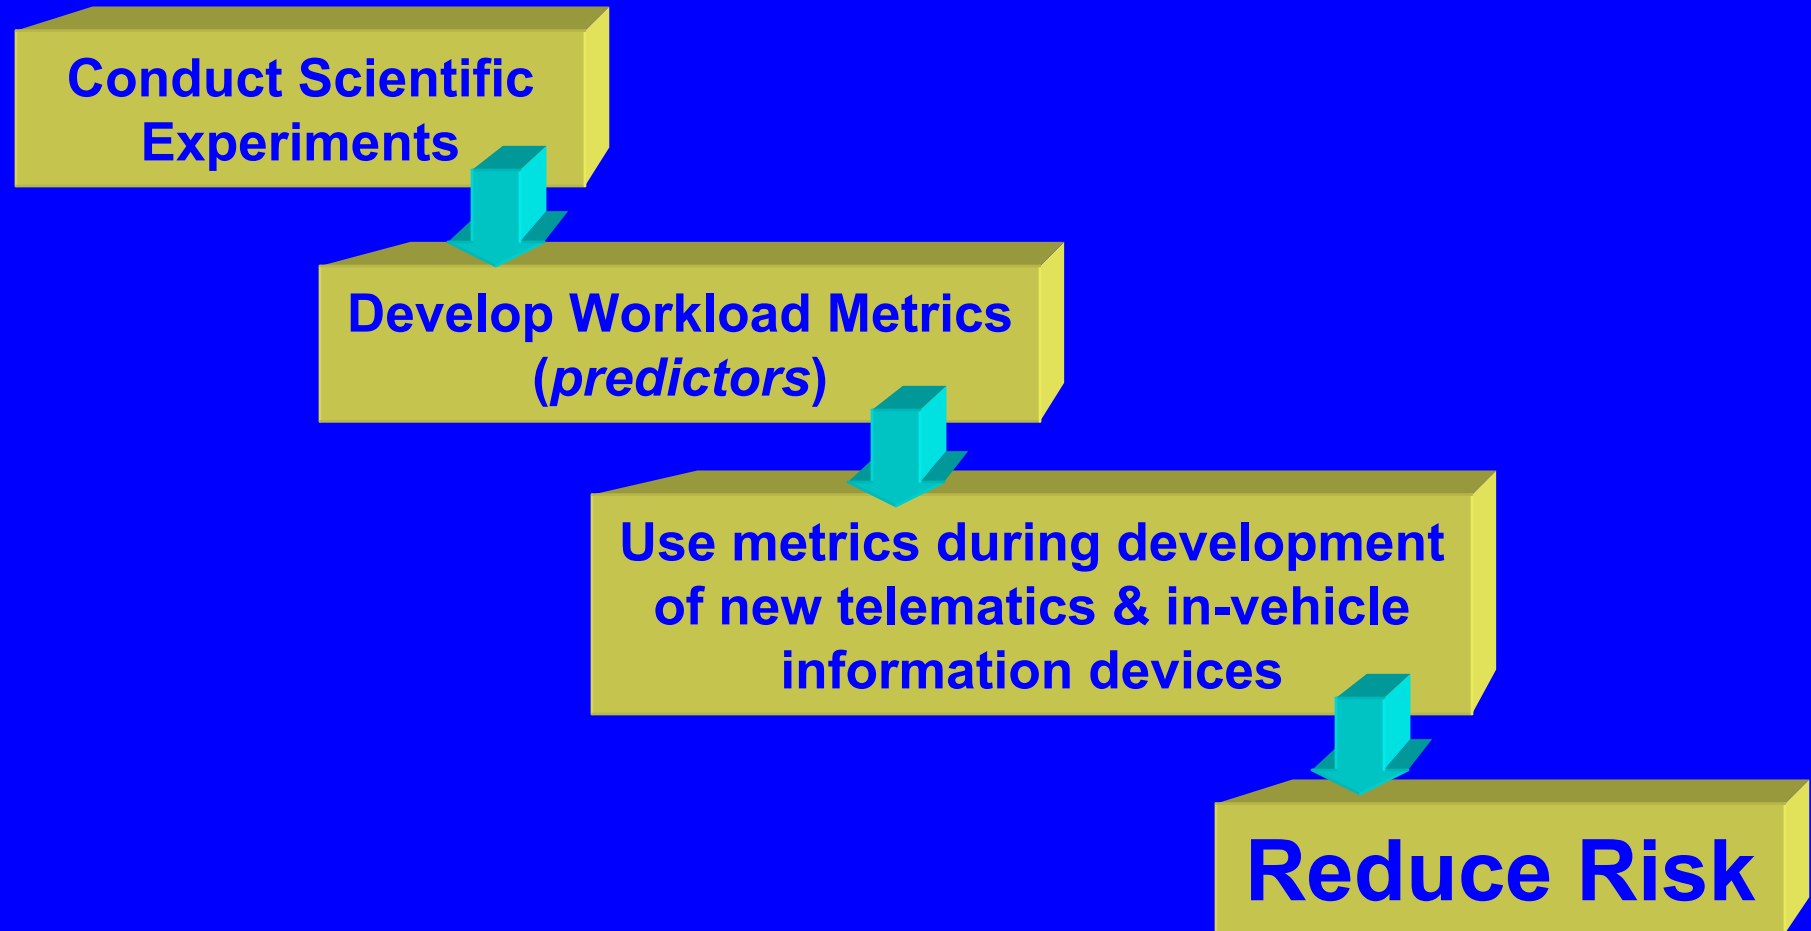 Conduct Scientific
Experiments
Develop Workload Metrics
(predictors)
Use metrics during development
of new telematics & in-vehicle
information devices
Reduce Risk